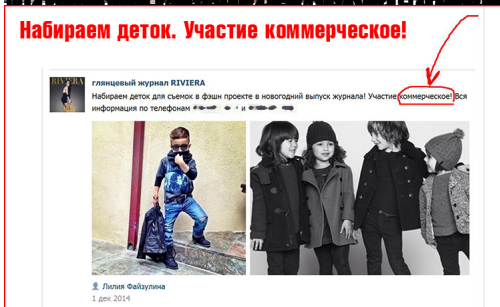 Набираем деток. Участие коммерческое!
RIVIERA
глянцевый журнал RIVIERA
Набираем деток для съемок в фэшн проекте в новогодний выпуск журнала! Участие коммерческое! Вся
информация по телефонам и
Лилия Файзулина
1 дек 2014